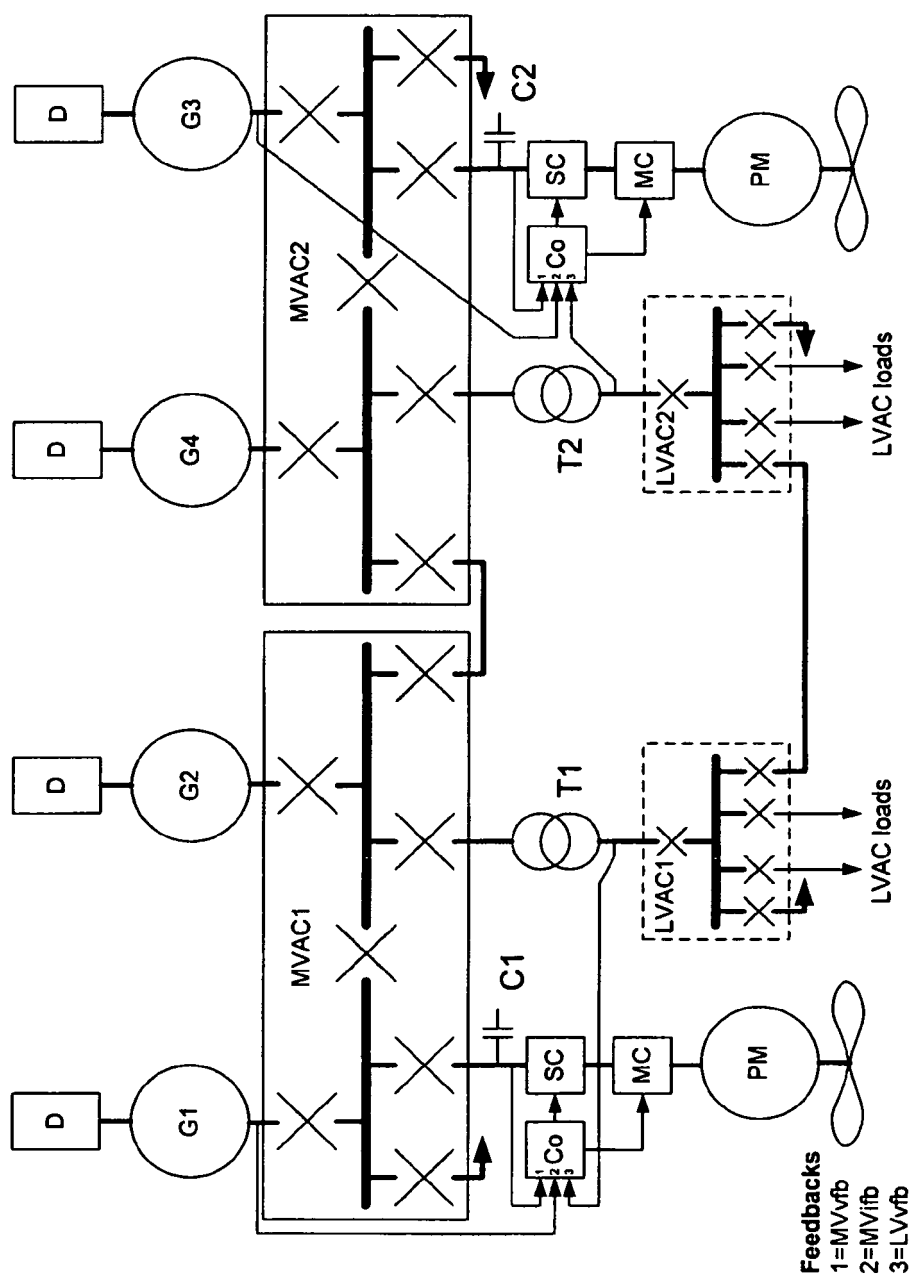 D
D
D
D
G1
G2
G4
G3
MVAC1
MVAC2
C1
C2
SC
SC
1
2
3
Co
1
2
3
Co
MC
MC
PM
PM
T1
T2
LVAC1
LVAC2
LVAC loads
LVAC loads
Feedbacks
1=MVvfb
2=MVifb
3=LVvfb